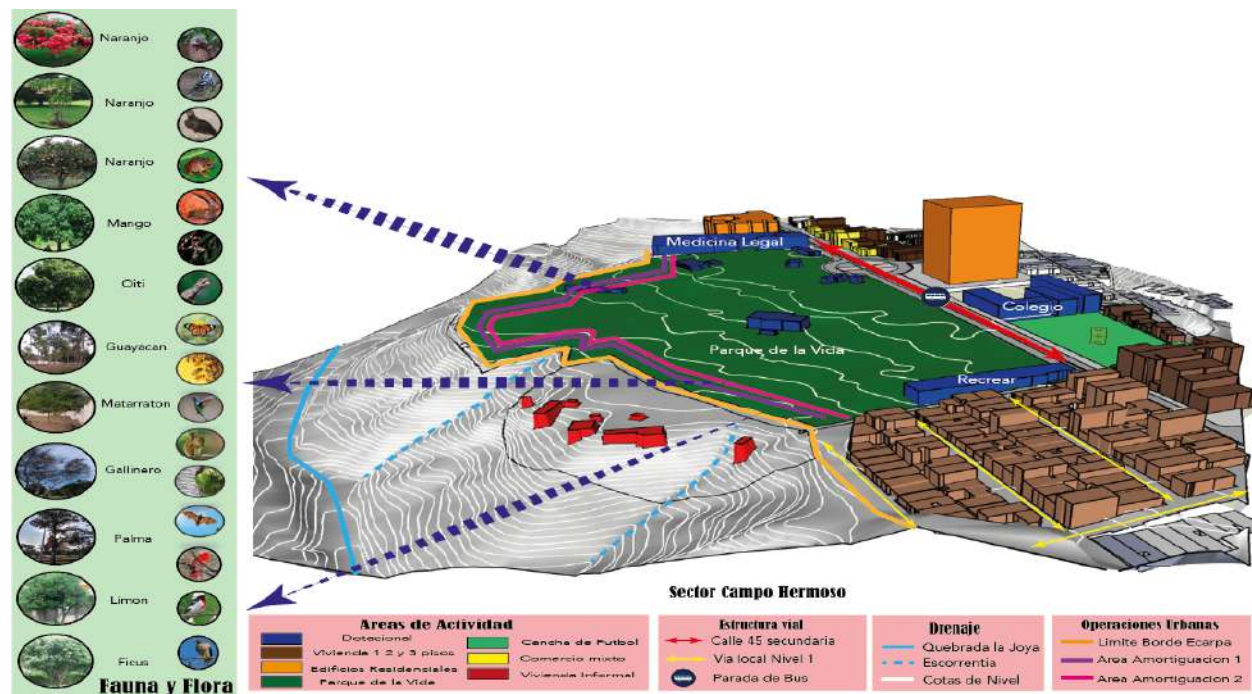 Naranjo
Naranjo
Naranjo
Mango
Oiti
Guayacan
Matarraton
Gallinero
Palma
Limon
Ficus
Fauna y Flora
Medicina Legal
Colegio
Parque de la Vida
Recrear
Sector Campo Hermoso
Areas de Actividad
Dotacional
Vivienda 1 2 y 3 pisos
Edificios Residenciales
Parque de la Vida
Cancha de Futbol
Comercio mixto
Vivienda Informal
Estructura vial
Calle 45 secundaria
Via local Nivel 1
Parada de Bus
Drenaje
Quebrada la Joya
Escorrentia
Cotas de Nivel
Operaciones Urbanas
Limite Borde Ecarpa
Area Amortiguacion 1
Area Amortiguacion 2